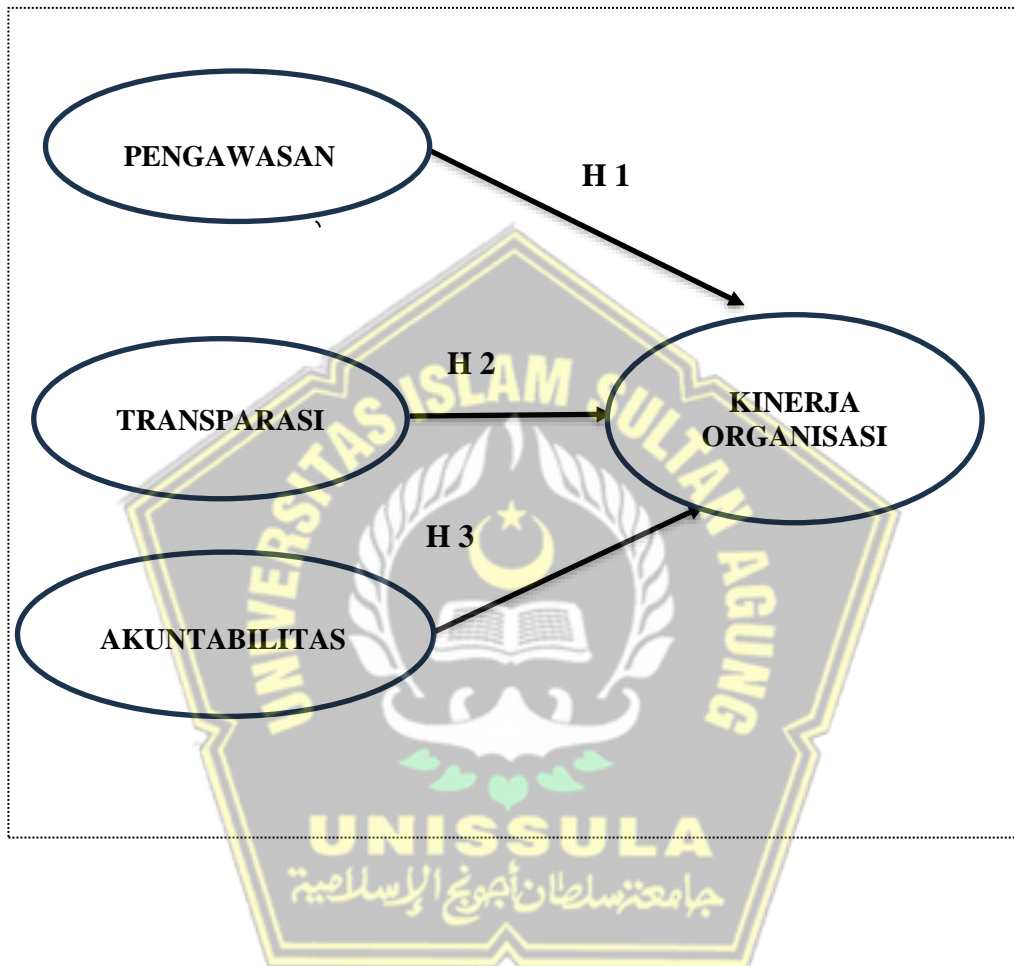 PENGAWASAN
H 1
H 2
TRANSPARASI
KINERJA
ORGANISASI
H 3
AKUNTABILITAS
UNIVERSITAS ISLAM SULTAN AGUNG
UNISSULA
جامعة سلطان أجونج الإسلامية